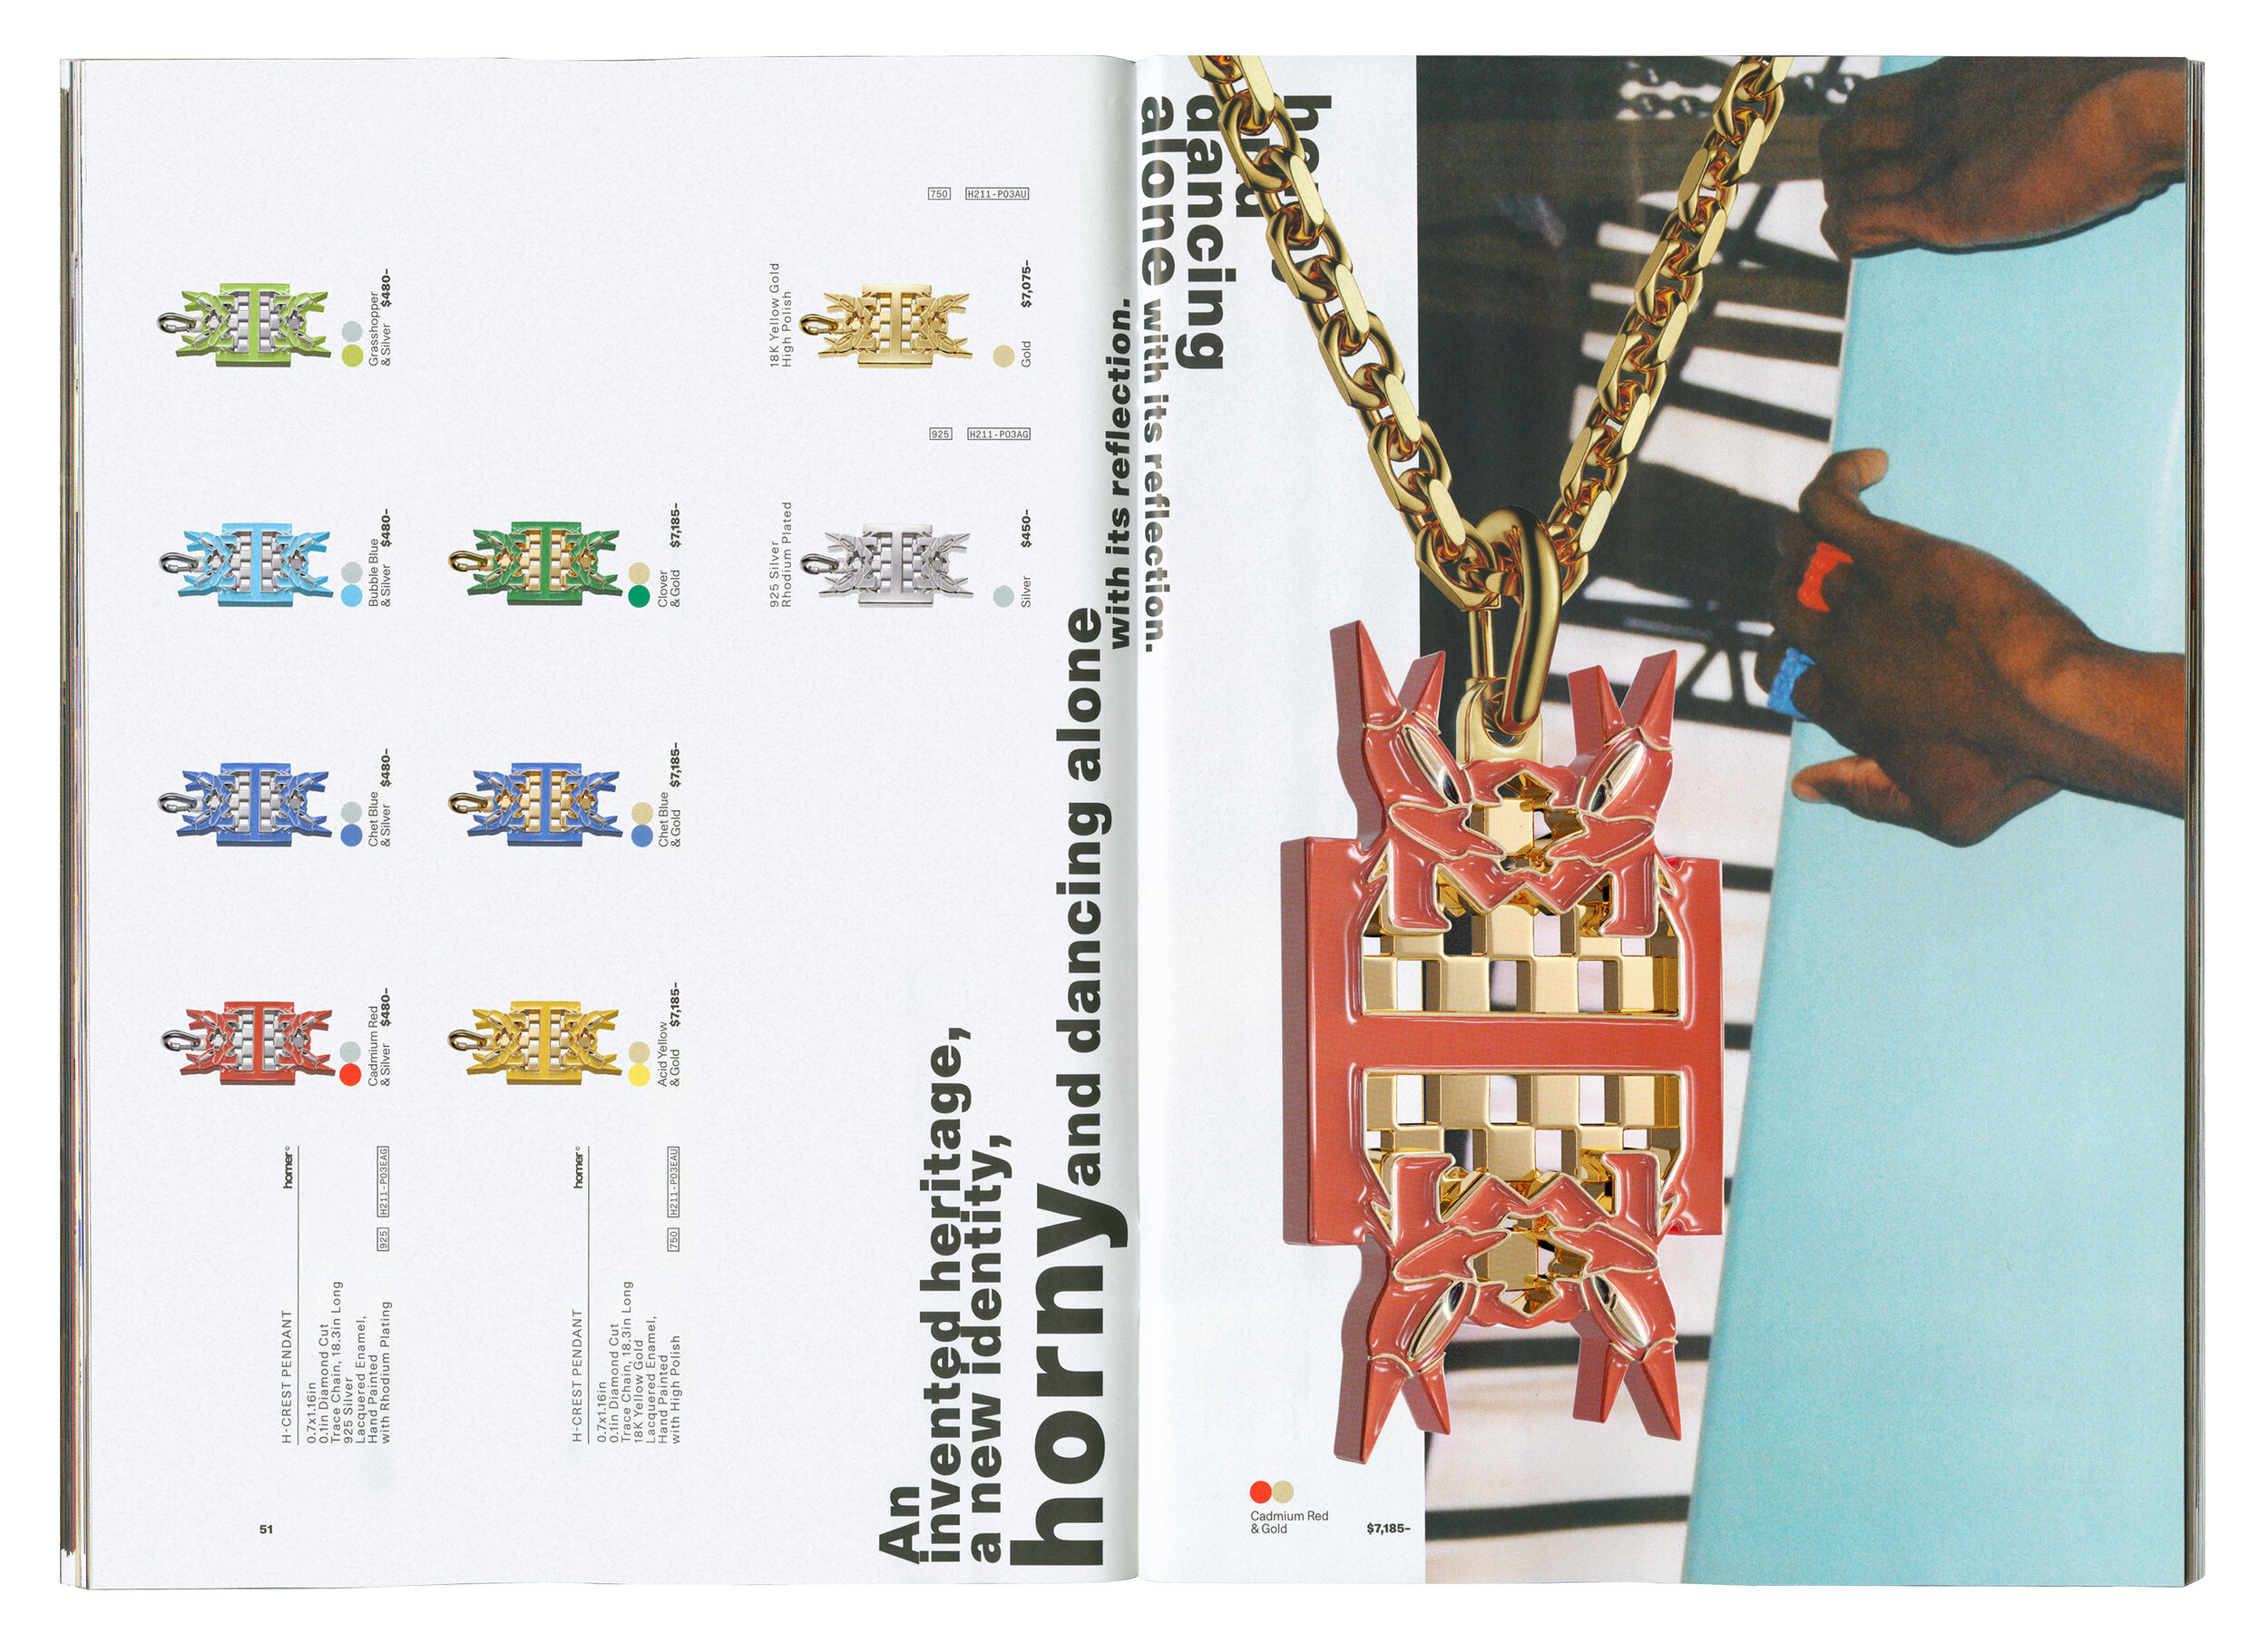 An
invented heritage,
a new identity,
horny and dancing alone
with its reflection.
homer©
H-CREST PENDANT
925 H211-P03EAG
0.7x1.16in
0.1in Diamond Cut
Trace Chain, 18.3in Long
925 Silver
Lacquered Enamel,
Hand Painted
with Rhodium Plating
Cadmium Red
& Silver $480–
Chet Blue
& Silver $480–
Bubble Blue
& Silver $480–
Grasshopper
& Silver $480–
homer©
H-CREST PENDANT
750 H211-P03EAU
0.7x1.16in
0.1in Diamond Cut
Trace Chain, 18.3in Long
18K Yellow Gold
Lacquered Enamel,
Hand Painted
with High Polish
Acid Yellow
& Gold $7,185–
Chet Blue
& Gold $7,185–
Clover
& Gold $7,185–
925 Silver
Rhodium Plated
925 H211-P03AG
Silver $450–
18K Yellow Gold
High Polish
750 H211-P03AU
Gold $7,075–
51
dancing
alone with its reflection.
Cadmium Red
& Gold $7,185–